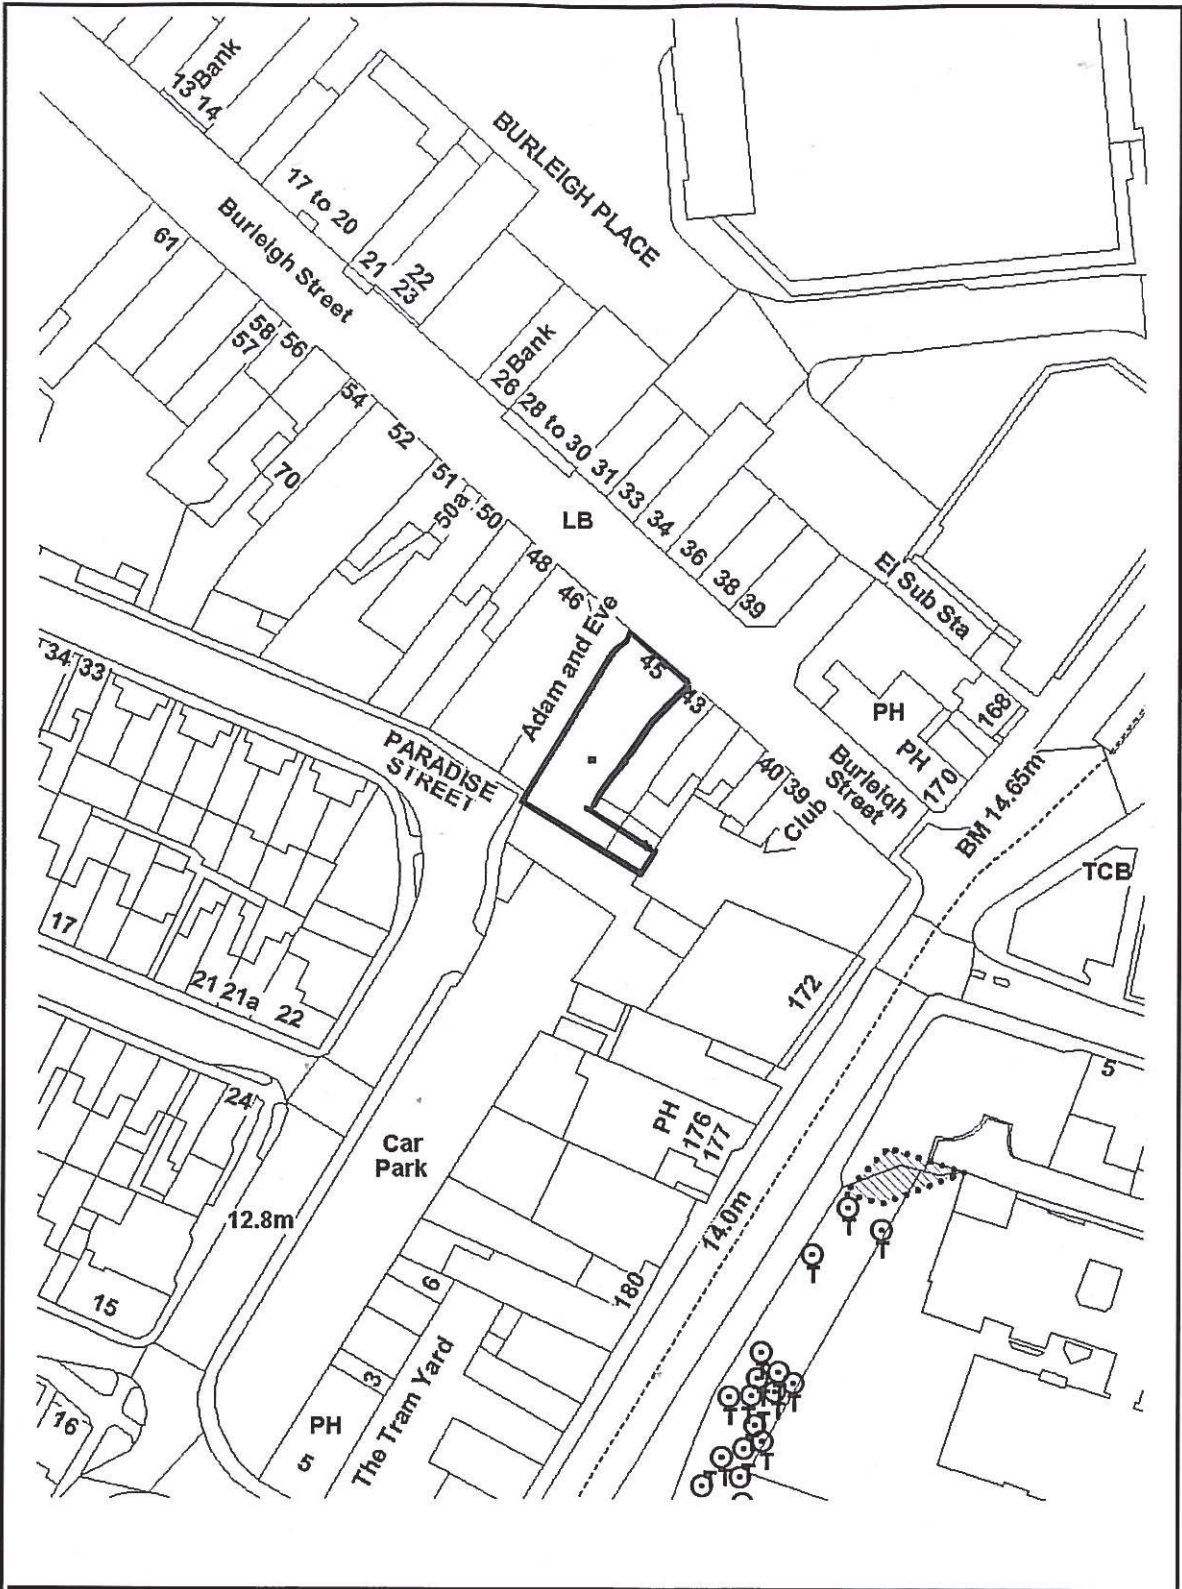 Bank
13 14
BURLEIGH PLACE
17 to 20
Burleigh Street
61
21
22
23
58
57
56
Bank
26
28 to 30
54
52
70
51
50a
50
31
33
34
LB
36
38
39
48
46
El Sub Sta
Adam and Eve
45
43
34
33
PH
168
PARADISE
STREET
PH
170
40
39
Club
Burleigh
Street
BM 14.65m
TCB
17
21
21a
22
172
24
5
Car
Park
PH
176
177
12.8m
14.0m
15
6
180
T
T
T
3
The Tram Yard
16
PH
5
T
T
T
T
T
T
T
T